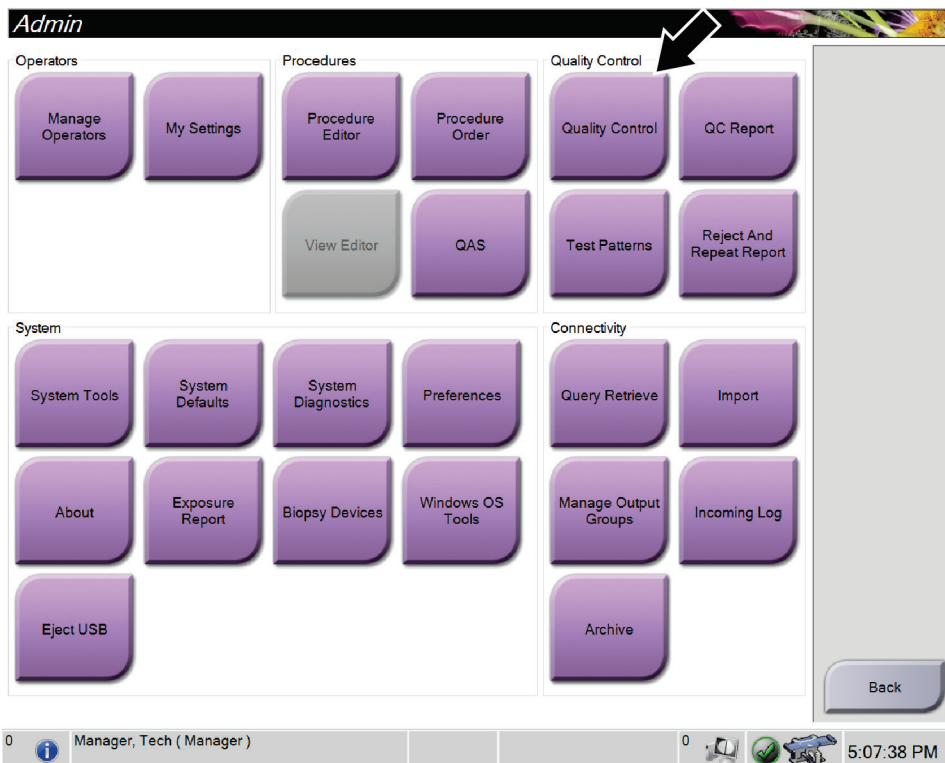 Admin
Operators
Manage
Operators
My Settings
Procedures
Procedure
Editor
Procedure
Order
View Editor
QAS
Quality Control
Quality Control
QC Report
Test Patterns
Reject And
Repeat Report
System
System Tools
System
Defaults
System
Diagnostics
Preferences
About
Exposure
Report
Biopsy Devices
Windows OS
Tools
Eject USB
Connectivity
Query Retrieve
Import
Manage Output
Groups
Incoming Log
Archive
Back
0
Manager, Tech ( Manager )
0
5:07:38 PM